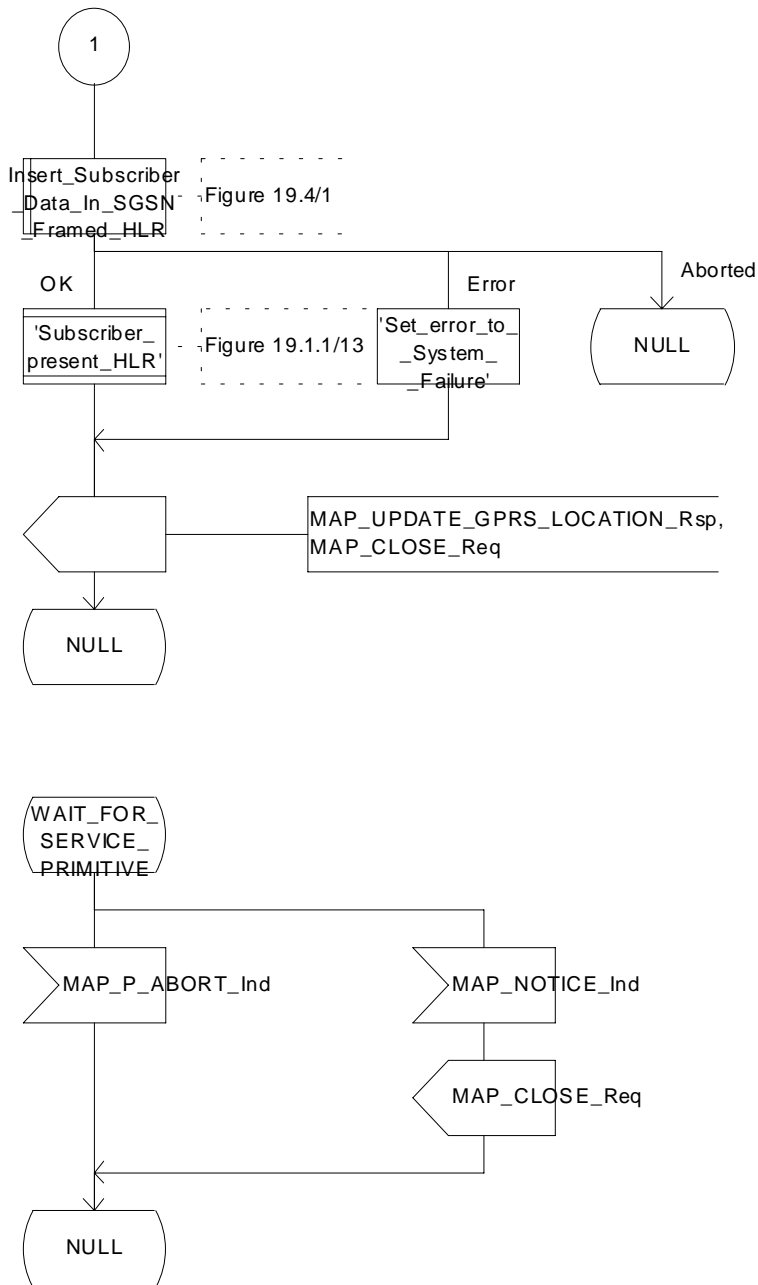 1
Insert_Subscriber
_Data_In_SGSN
_Framed_HLR
Figure 19.4/1
OK
Error
Aborted
'Subscriber_
present_HLR'
Figure 19.1.1/13
'Set_error_to_
_System_
_Failure'
NULL
MAP_UPDATE_GPRS_LOCATION_Rsp,
MAP_CLOSE_Req
NULL
WAIT_FOR_
SERVICE_
PRIMITIVE
MAP_P_ABORT_Ind
MAP_NOTICE_Ind
MAP_CLOSE_Req
NULL